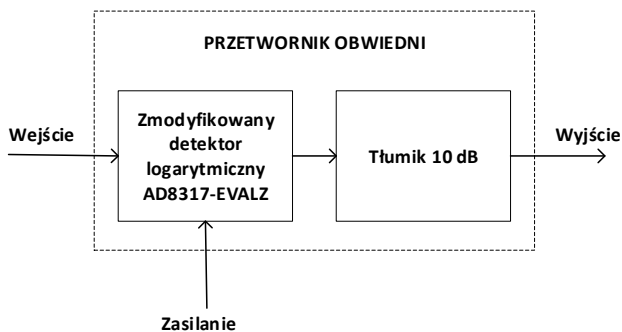 PRZETWORNIK OBWIEDNI
Wejście
Zmodyfikowany
detektor
logarytmiczny
AD8317-EVALZ
Tłumik 10 dB
Wyjście
Zasilanie